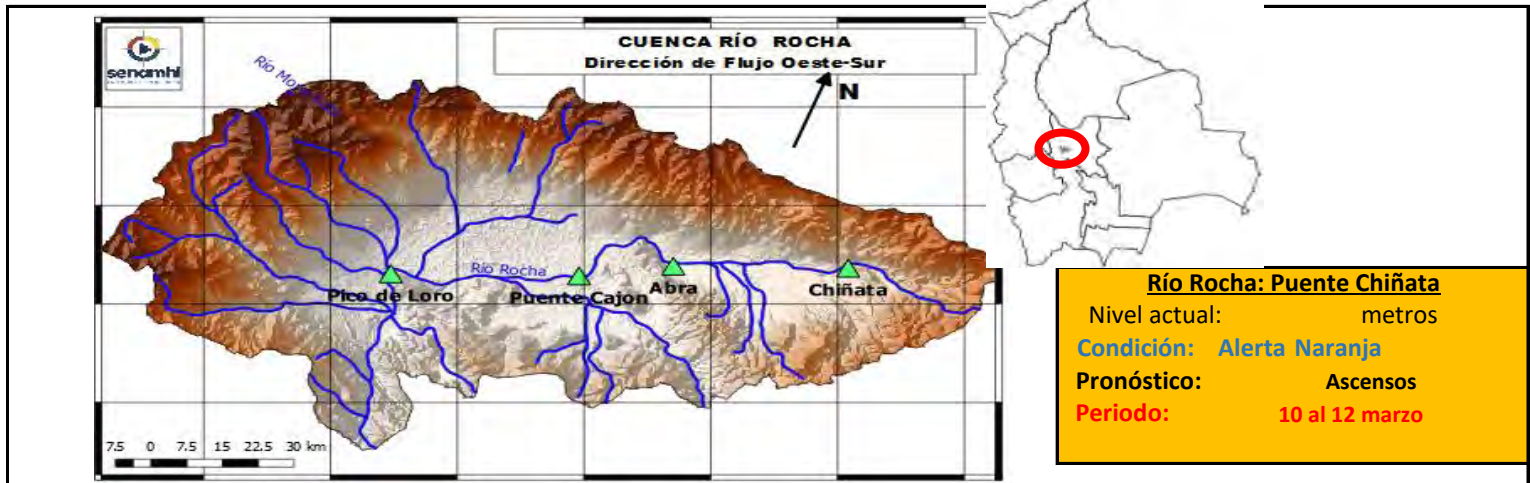 CUENCA RÍO ROCHA
Dirección de Flujo Oeste-Sur
senamhi
N
Río Rocha
Pico de Loro
Puente Cajon
Abra
Chiñata
7.5 0 7.5 15 22.5 30 km
Río Rocha: Puente Chiñata
Nivel actual: metros
Condición: Alerta Naranja
Pronóstico: Ascensos
Periodo: 10 al 12 marzo